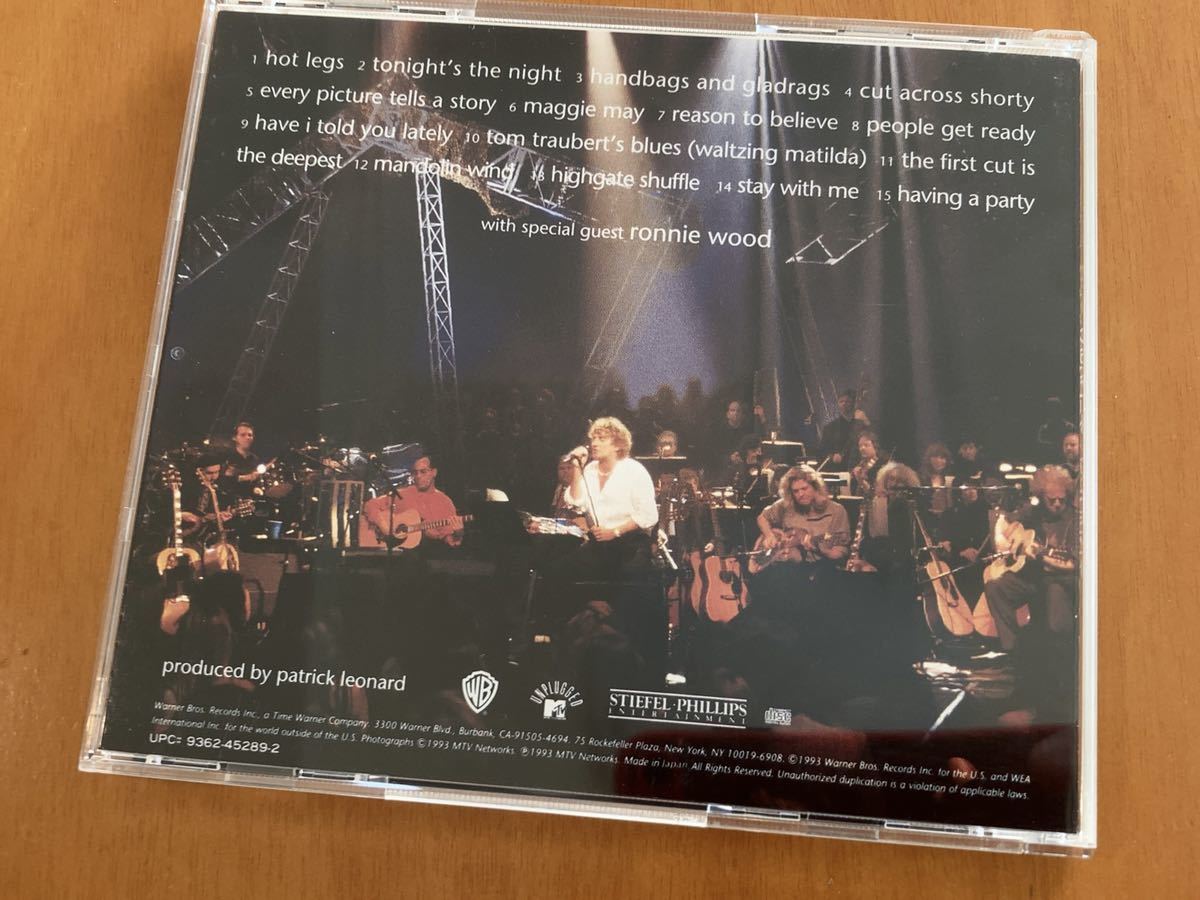 1 hot legs 2 tonight's the night 3 handbags and gladrags 4 cut across shorty
5 every picture tells a story 6 maggie may 7 reason to believe 8 people get ready
9 have i told you lately 10 tom traubert's blues (waltzing matilda) 11 the first cut is
the deepest 12 mandolin wind 13 highgate shuffle 14 stay with me 15 having a party
with special guest ronnie wood
produced by patrick leonard
WB
UNPLUGGED
MTV
STIEFEL·PHILLIPS
ENTERTAINMENT
disc
Warner Bros. Records Inc., a Time Warner Company. 3300 Warner Blvd., Burbank, CA-91505-4694. 75 Rockefeller Plaza, New York, NY 10019-6908. ©1993 Warner Bros. Records Inc. for the U.S. and WEA
International Inc. for the world outside of the U.S. Photographs ©1993 MTV Networks. ℗1993 MTV Networks. Made in Japan. All Rights Reserved. Unauthorized duplication is a violation of applicable laws.
UPC# 9362-45289-2